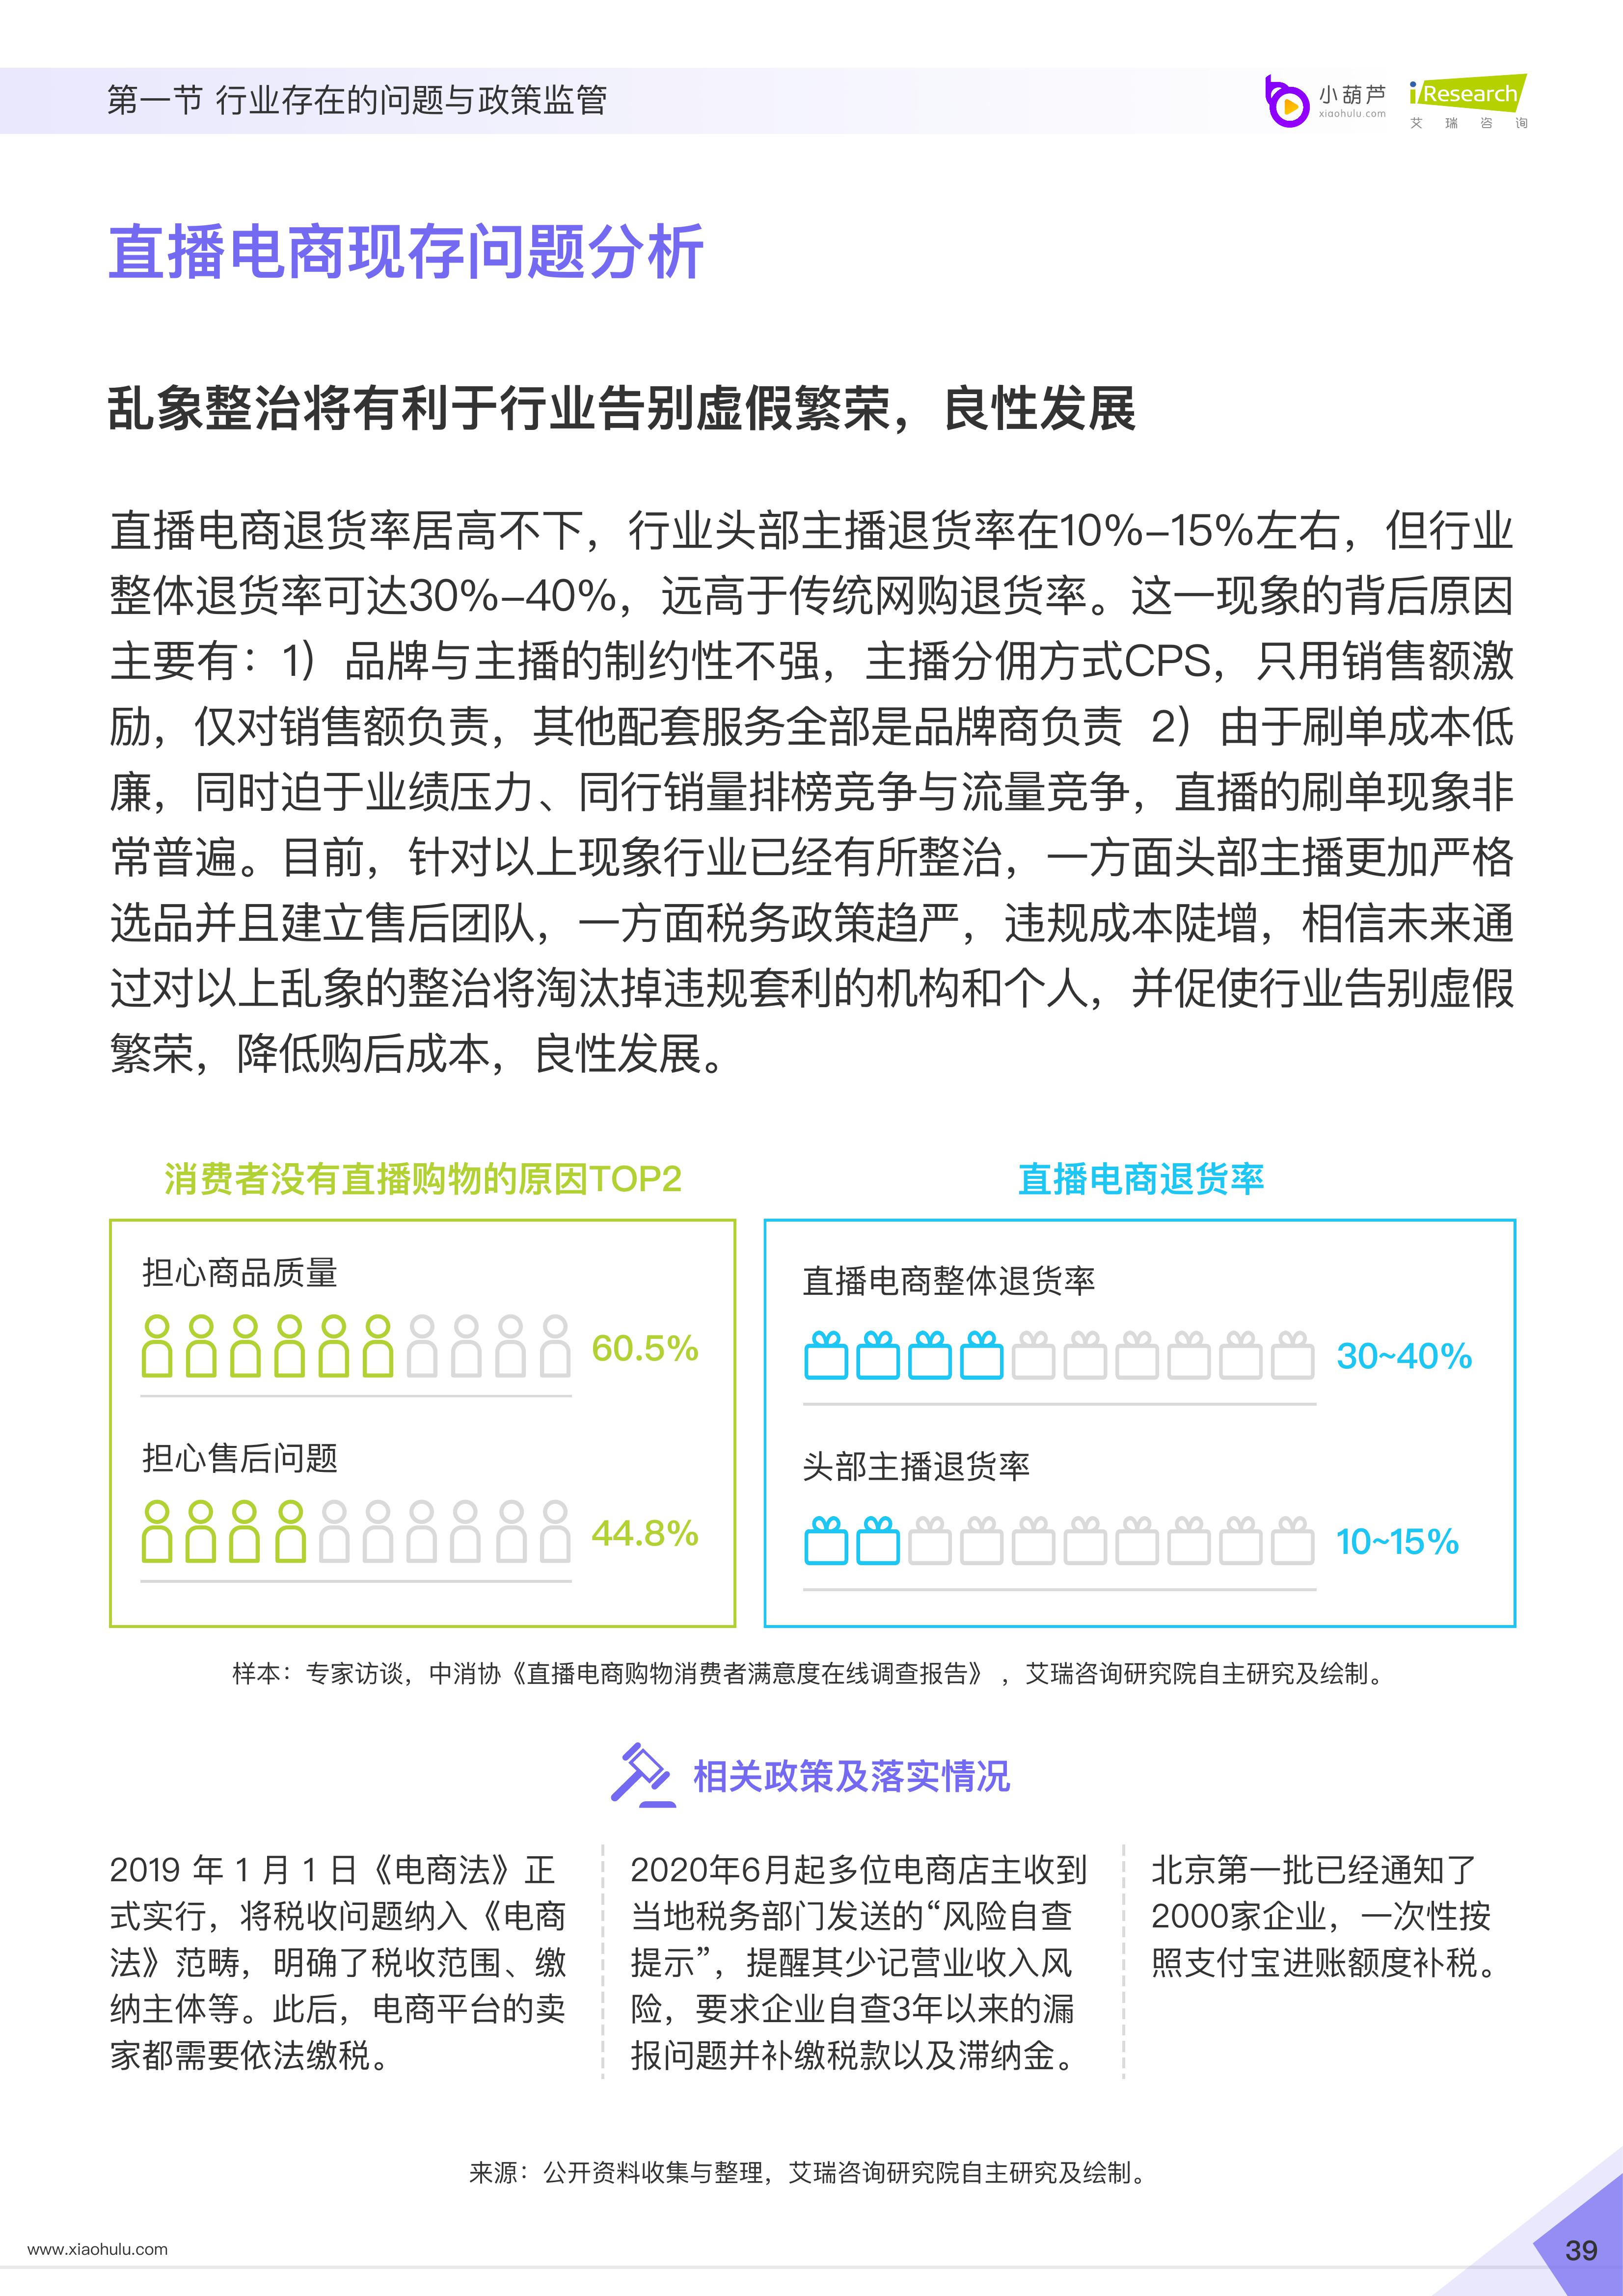 第一节 行业存在的问题与政策监管
小葫芦
xiaohulu.com
iResearch
艾瑞咨询
直播电商现存问题分析
乱象整治将有利于行业告别虚假繁荣，良性发展
直播电商退货率居高不下，行业头部主播退货率在10%-15%左右，但行业
整体退货率可达30%-40%，远高于传统网购退货率。这一现象的背后原因
主要有：1）品牌与主播的制约性不强，主播分佣方式CPS，只用销售额激
励，仅对销售额负责，其他配套服务全部是品牌商负责 2）由于刷单成本低
廉，同时迫于业绩压力、同行销量排榜竞争与流量竞争，直播的刷单现象非
常普遍。目前，针对以上现象行业已经有所整治，一方面头部主播更加严格
选品并且建立售后团队，一方面税务政策趋严，违规成本陡增，相信未来通
过对以上乱象的整治将淘汰掉违规套利的机构和个人，并促使行业告别虚假
繁荣，降低购后成本，良性发展。
消费者没有直播购物的原因TOP2
担心商品质量
60.5%
担心售后问题
44.8%
直播电商退货率
直播电商整体退货率
30~40%
头部主播退货率
10~15%
样本：专家访谈，中消协《直播电商购物消费者满意度在线调查报告》，艾瑞咨询研究院自主研究及绘制。
相关政策及落实情况
2019 年 1 月 1 日《电商法》正
式实行，将税收问题纳入《电商
法》范畴，明确了税收范围、缴
纳主体等。此后，电商平台的卖
家都需要依法缴税。
2020年6月起多位电商店主收到
当地税务部门发送的“风险自查
提示”，提醒其少记营业收入风
险，要求企业自查3年以来的漏
报问题并补缴税款以及滞纳金。
北京第一批已经通知了
2000家企业，一次性按
照支付宝进账额度补税。
来源：公开资料收集与整理，艾瑞咨询研究院自主研究及绘制。
www.xiaohulu.com
39